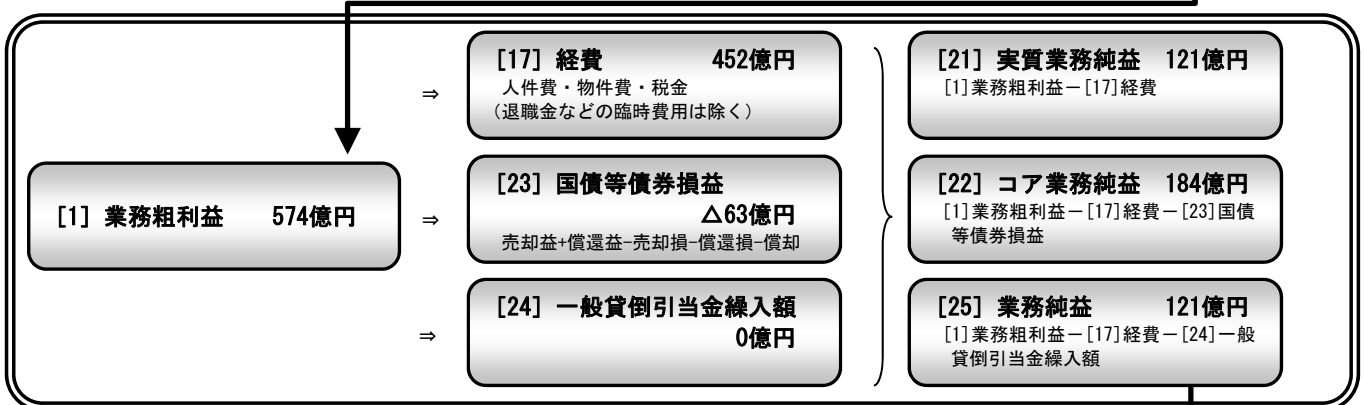 [1] 業務粗利益 574億円
⇒
[17] 経費 452億円
人件費・物件費・税金
(退職金などの臨時費用は除く)
⇒
[23] 国債等債券損益
△63億円
売却益+償還益-売却損-償還損-償却
⇒
[24] 一般貸倒引当金繰入額
0億円
[21] 実質業務純益 121億円
[1]業務粗利益－[17]経費
[22] コア業務純益 184億円
[1]業務粗利益－[17]経費－[23]国債
等債券損益
[25] 業務純益 121億円
[1]業務粗利益－[17]経費－[24]一般
貸倒引当金繰入額